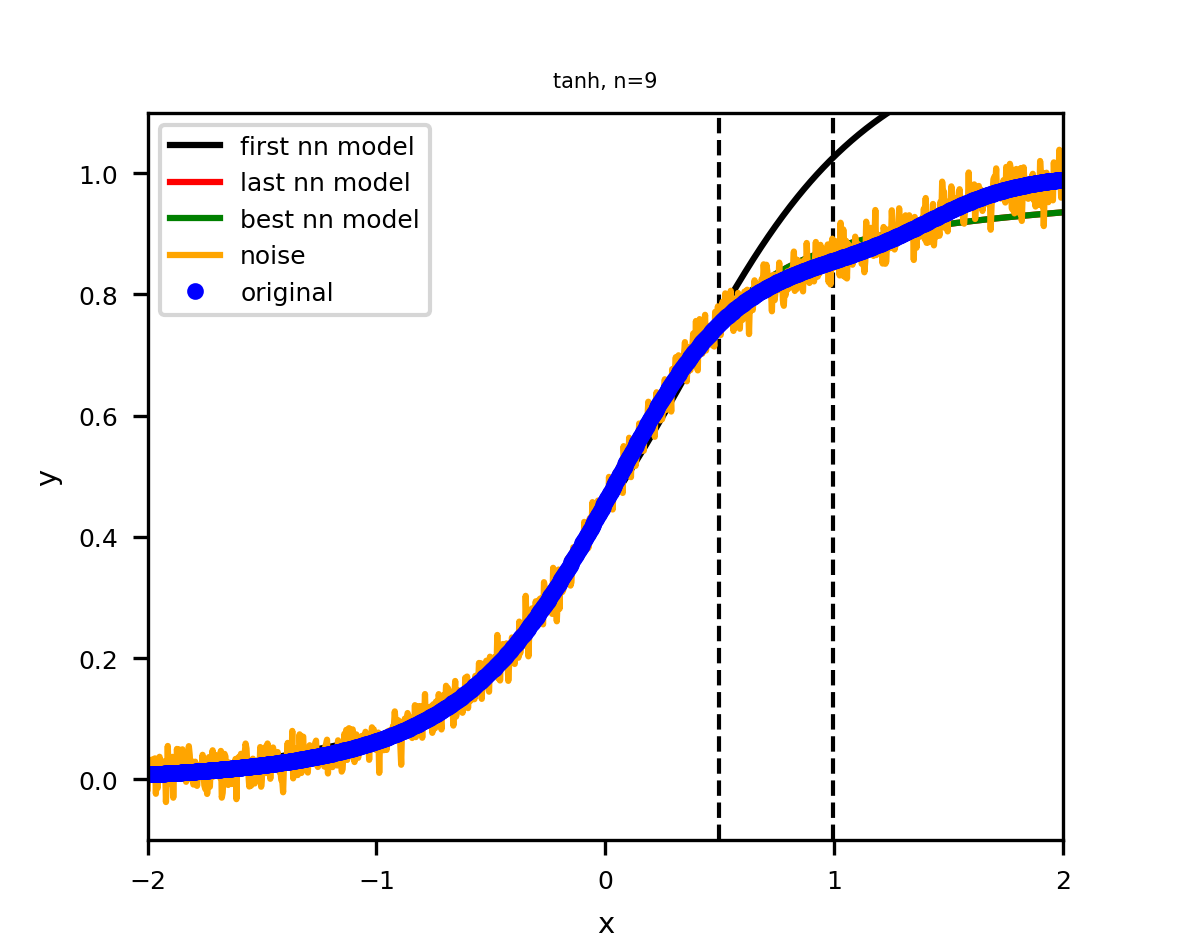 tanh, n=9
first nn model
last nn model
best nn model
noise
original
1.0
0.8
0.6
0.4
0.2
0.0
y
−2 −1 0 1 2
x